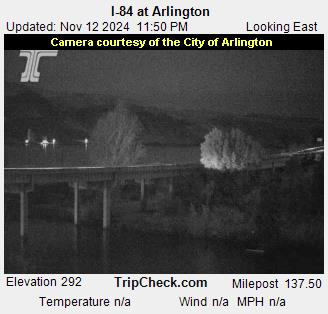 I-84 at Arlington
Updated: Nov 12 2024 11:50 PM Looking East
Camera courtesy of the City of Arlington
Elevation 292 TripCheck.com Milepost 137.50
Temperature n/a Wind n/a MPH n/a